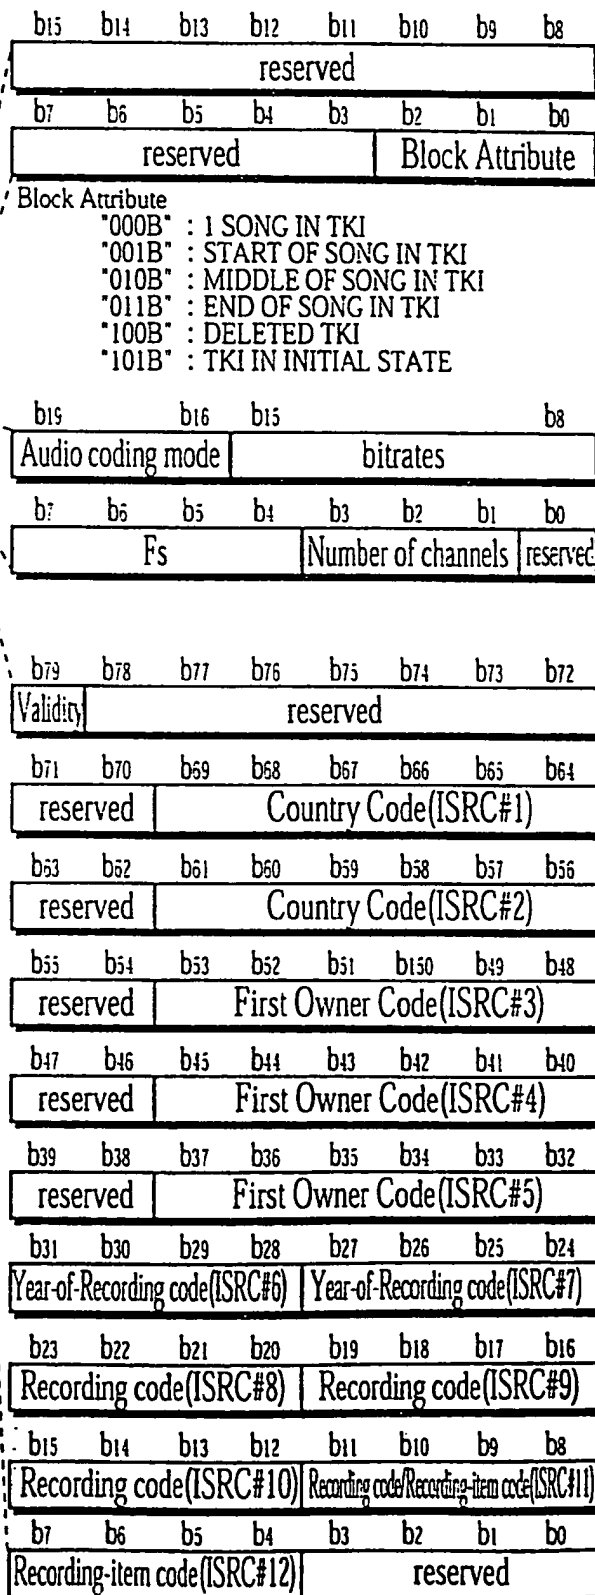 b15 b14 b13 b12 b11 b10 b9 b8
reserved
b7 b6 b5 b4 b3 b2 b1 b0
reserved Block Attribute
Block Attribute
"000B" : 1 SONG IN TKI
"001B" : START OF SONG IN TKI
"010B" : MIDDLE OF SONG IN TKI
"011B" : END OF SONG IN TKI
"100B" : DELETED TKI
"101B" : TKI IN INITIAL STATE
b19 b16 b15 b8
Audio coding mode bitrates
b7 b6 b5 b4 b3 b2 b1 b0
Fs Number of channels reserved
b79 b78 b77 b76 b75 b74 b73 b72
Validity reserved
b71 b70 b69 b68 b67 b66 b65 b64
reserved Country Code(ISRC#1)
b63 b62 b61 b60 b59 b58 b57 b56
reserved Country Code(ISRC#2)
b55 b54 b53 b52 b51 b150 b49 b48
reserved First Owner Code(ISRC#3)
b47 b46 b45 b44 b43 b42 b41 b40
reserved First Owner Code(ISRC#4)
b39 b38 b37 b36 b35 b34 b33 b32
reserved First Owner Code(ISRC#5)
b31 b30 b29 b28 b27 b26 b25 b24
Year-of-Recording code(ISRC#6) Year-of-Recording code(ISRC#7)
b23 b22 b21 b20 b19 b18 b17 b16
Recording code(ISRC#8) Recording code(ISRC#9)
b15 b14 b13 b12 b11 b10 b9 b8
Recording code(ISRC#10) Recording code/Recording-item code(ISRC#11)
b7 b6 b5 b4 b3 b2 b1 b0
Recording-item code(ISRC#12) reserved